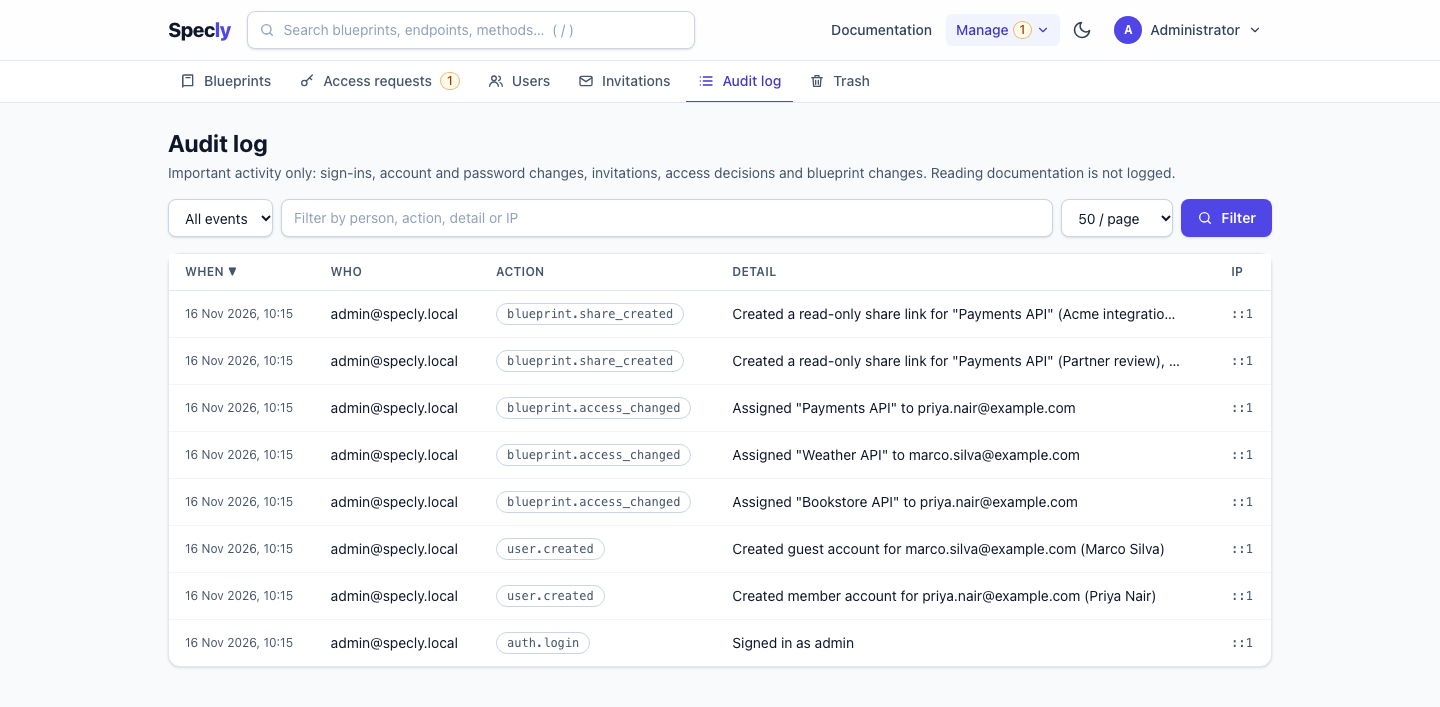 Specly Search blueprints, endpoints, methods... ( / ) Documentation Manage 1 A Administrator
Blueprints Access requests 1 Users Invitations Audit log Trash
Audit log
Important activity only: sign-ins, account and password changes, invitations, access decisions and blueprint changes. Reading documentation is not logged.
All events Filter by person, action, detail or IP 50 / page Filter
WHEN ▼ WHO ACTION DETAIL IP
16 Nov 2026, 10:15 admin@specly.local blueprint.share_created Created a read-only share link for "Payments API" (Acme integratio... ::1
16 Nov 2026, 10:15 admin@specly.local blueprint.share_created Created a read-only share link for "Payments API" (Partner review), ... ::1
16 Nov 2026, 10:15 admin@specly.local blueprint.access_changed Assigned "Payments API" to priya.nair@example.com ::1
16 Nov 2026, 10:15 admin@specly.local blueprint.access_changed Assigned "Weather API" to marco.silva@example.com ::1
16 Nov 2026, 10:15 admin@specly.local blueprint.access_changed Assigned "Bookstore API" to priya.nair@example.com ::1
16 Nov 2026, 10:15 admin@specly.local user.created Created guest account for marco.silva@example.com (Marco Silva) ::1
16 Nov 2026, 10:15 admin@specly.local user.created Created member account for priya.nair@example.com (Priya Nair) ::1
16 Nov 2026, 10:15 admin@specly.local auth.login Signed in as admin ::1